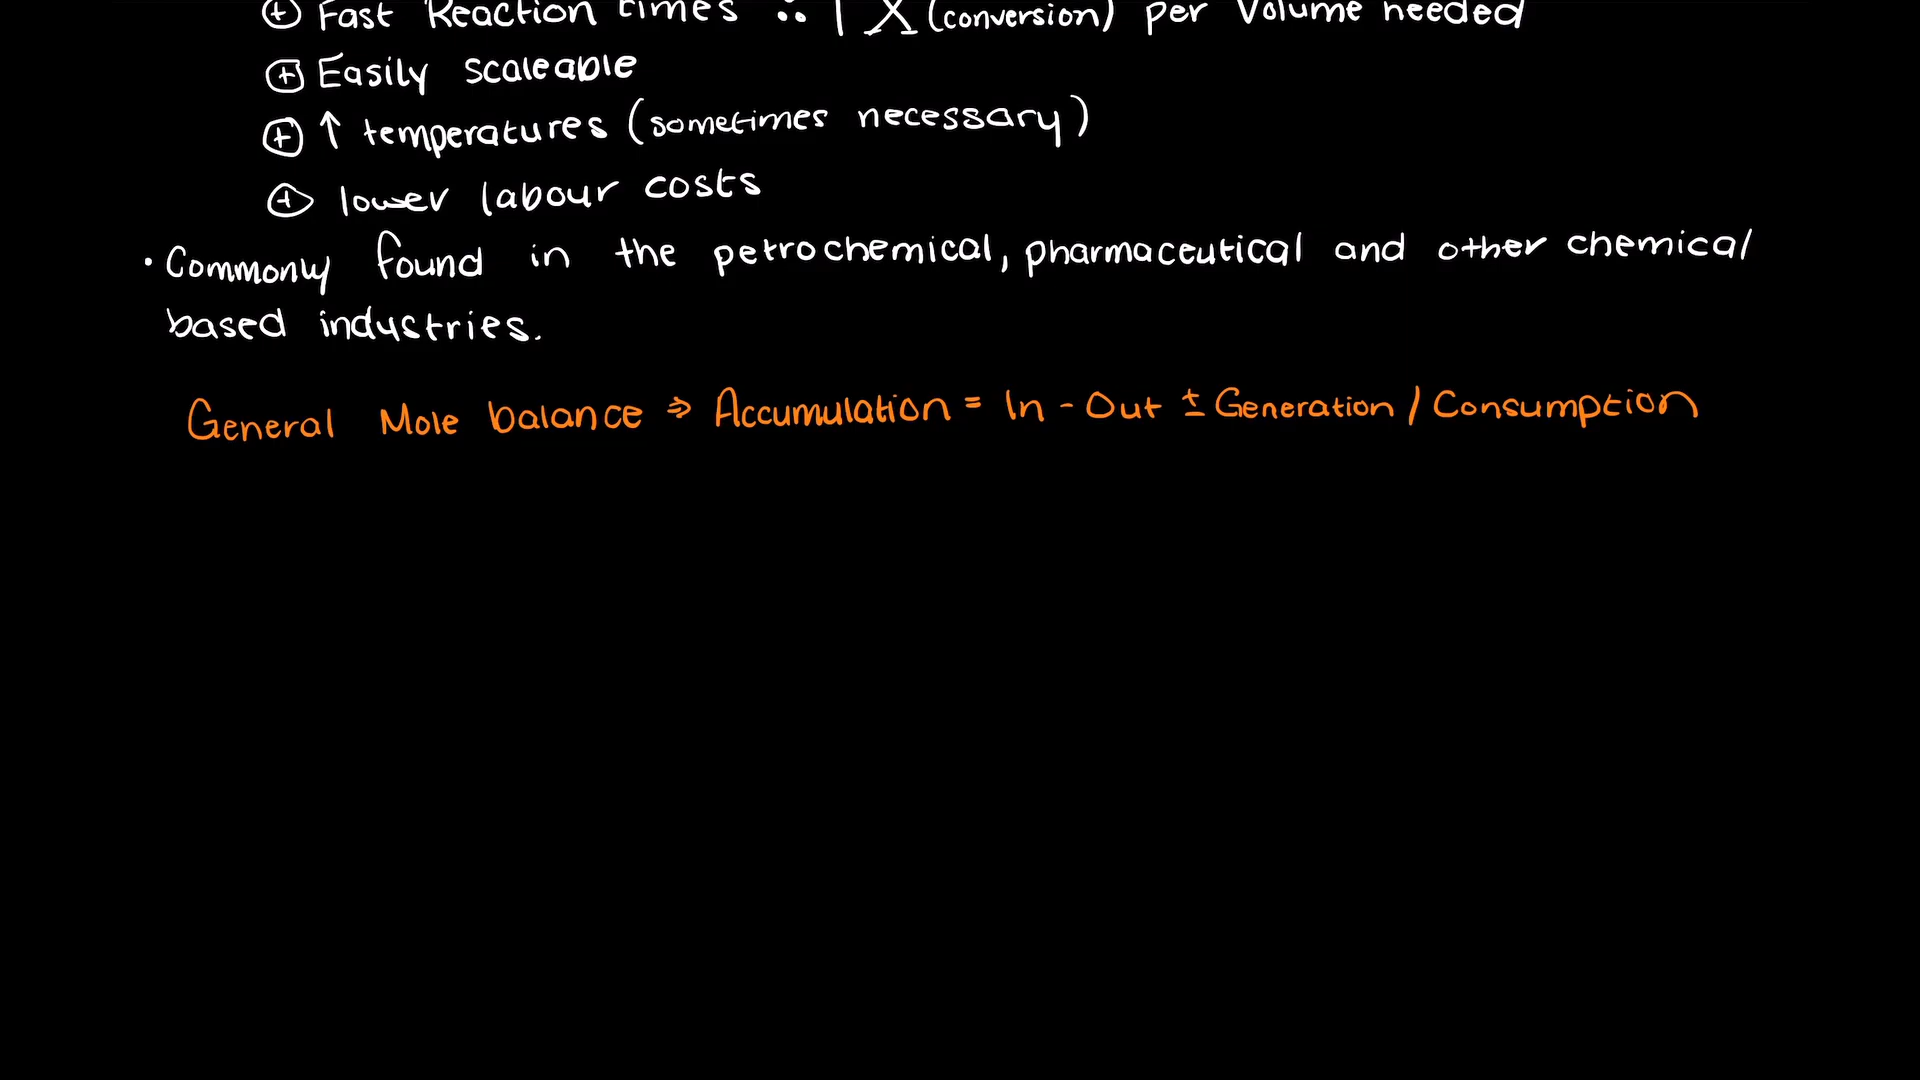 ⊕ Fast Reaction times ∴ ↑ X (conversion) per Volume needed
⊕ Easily scaleable
⊕ ↑ temperatures (sometimes necessary)
⊕ lower labour costs
· Commonly found in the petrochemical, pharmaceutical and other chemical
based industries.
General Mole balance ⇒ Accumulation = In - Out ± Generation / Consumption